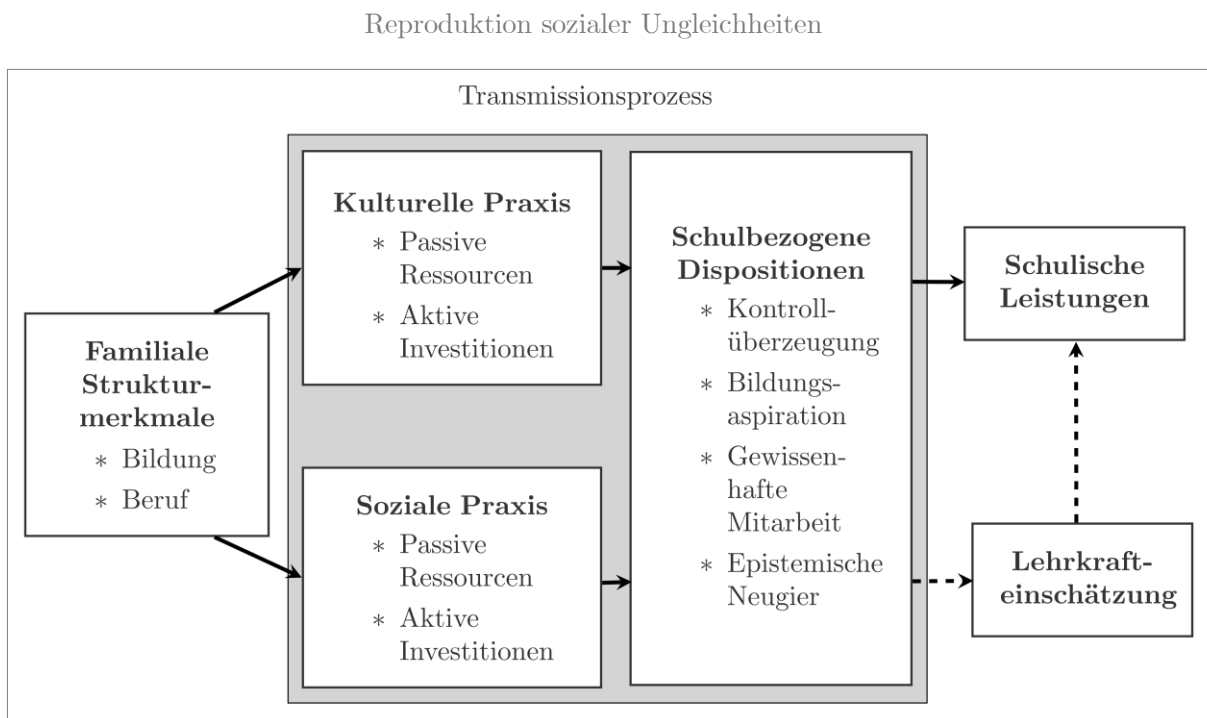 Reproduktion sozialer Ungleichheiten
Transmissionsprozess
Familiale
Struktur-
merkmale
∗ Bildung
∗ Beruf
Kulturelle Praxis
∗ Passive
Ressourcen
∗ Aktive
Investitionen
Soziale Praxis
∗ Passive
Ressourcen
∗ Aktive
Investitionen
Schulbezogene
Dispositionen
∗ Kontroll-
überzeugung
∗ Bildungs-
aspiration
∗ Gewissen-
hafte
Mitarbeit
∗ Epistemische
Neugier
Schulische
Leistungen
Lehrkraft-
einschätzung